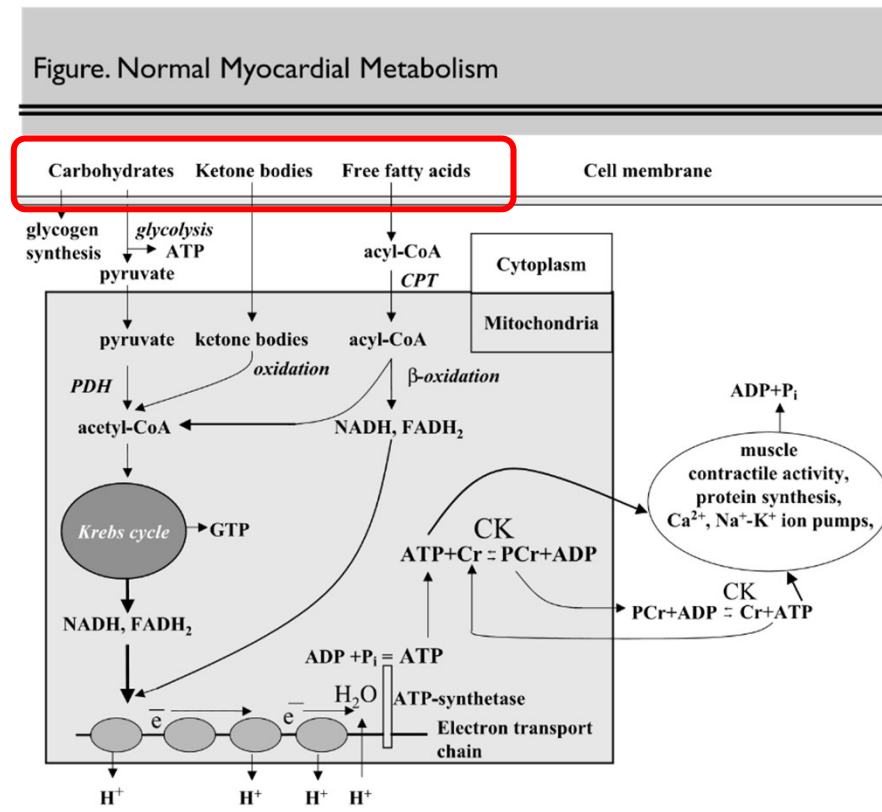 Figure. Normal Myocardial Metabolism
Carbohydrates Ketone bodies Free fatty acids Cell membrane
glycogen
synthesis
glycolysis
ATP
pyruvate
acyl-CoA
CPT
Cytoplasm
Mitochondria
pyruvate ketone bodies acyl-CoA
PDH
oxidation
β-oxidation
acetyl-CoA
NADH, FADH₂
Krebs cycle
GTP
NADH, FADH₂
ADP+Pᵢ
muscle
contractile activity,
protein synthesis,
Ca²⁺, Na⁺-K⁺ ion pumps,
CK
ATP+Cr = PCr+ADP
CK
PCr+ADP = Cr+ATP
ADP +Pᵢ = ATP
H₂O
ATP-synthetase
e⁻ e⁻
Electron transport
chain
H⁺ H⁺ H⁺ H⁺